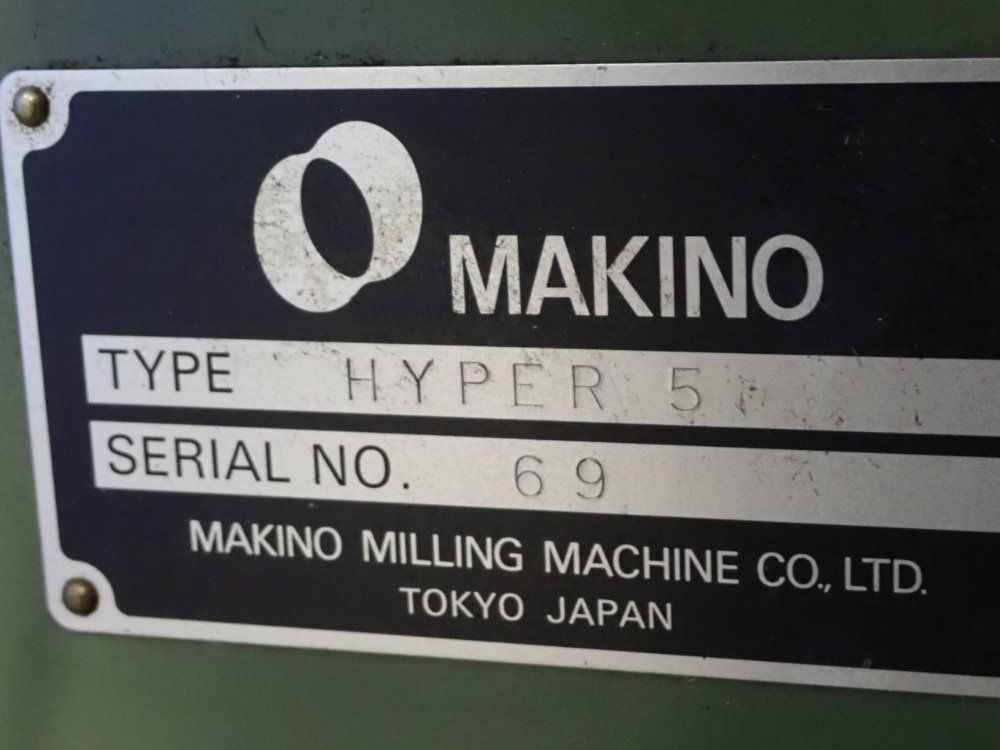 MAKINO
TYPE HYPER 5
SERIAL NO. 69
MAKINO MILLING MACHINE CO., LTD.
TOKYO JAPAN